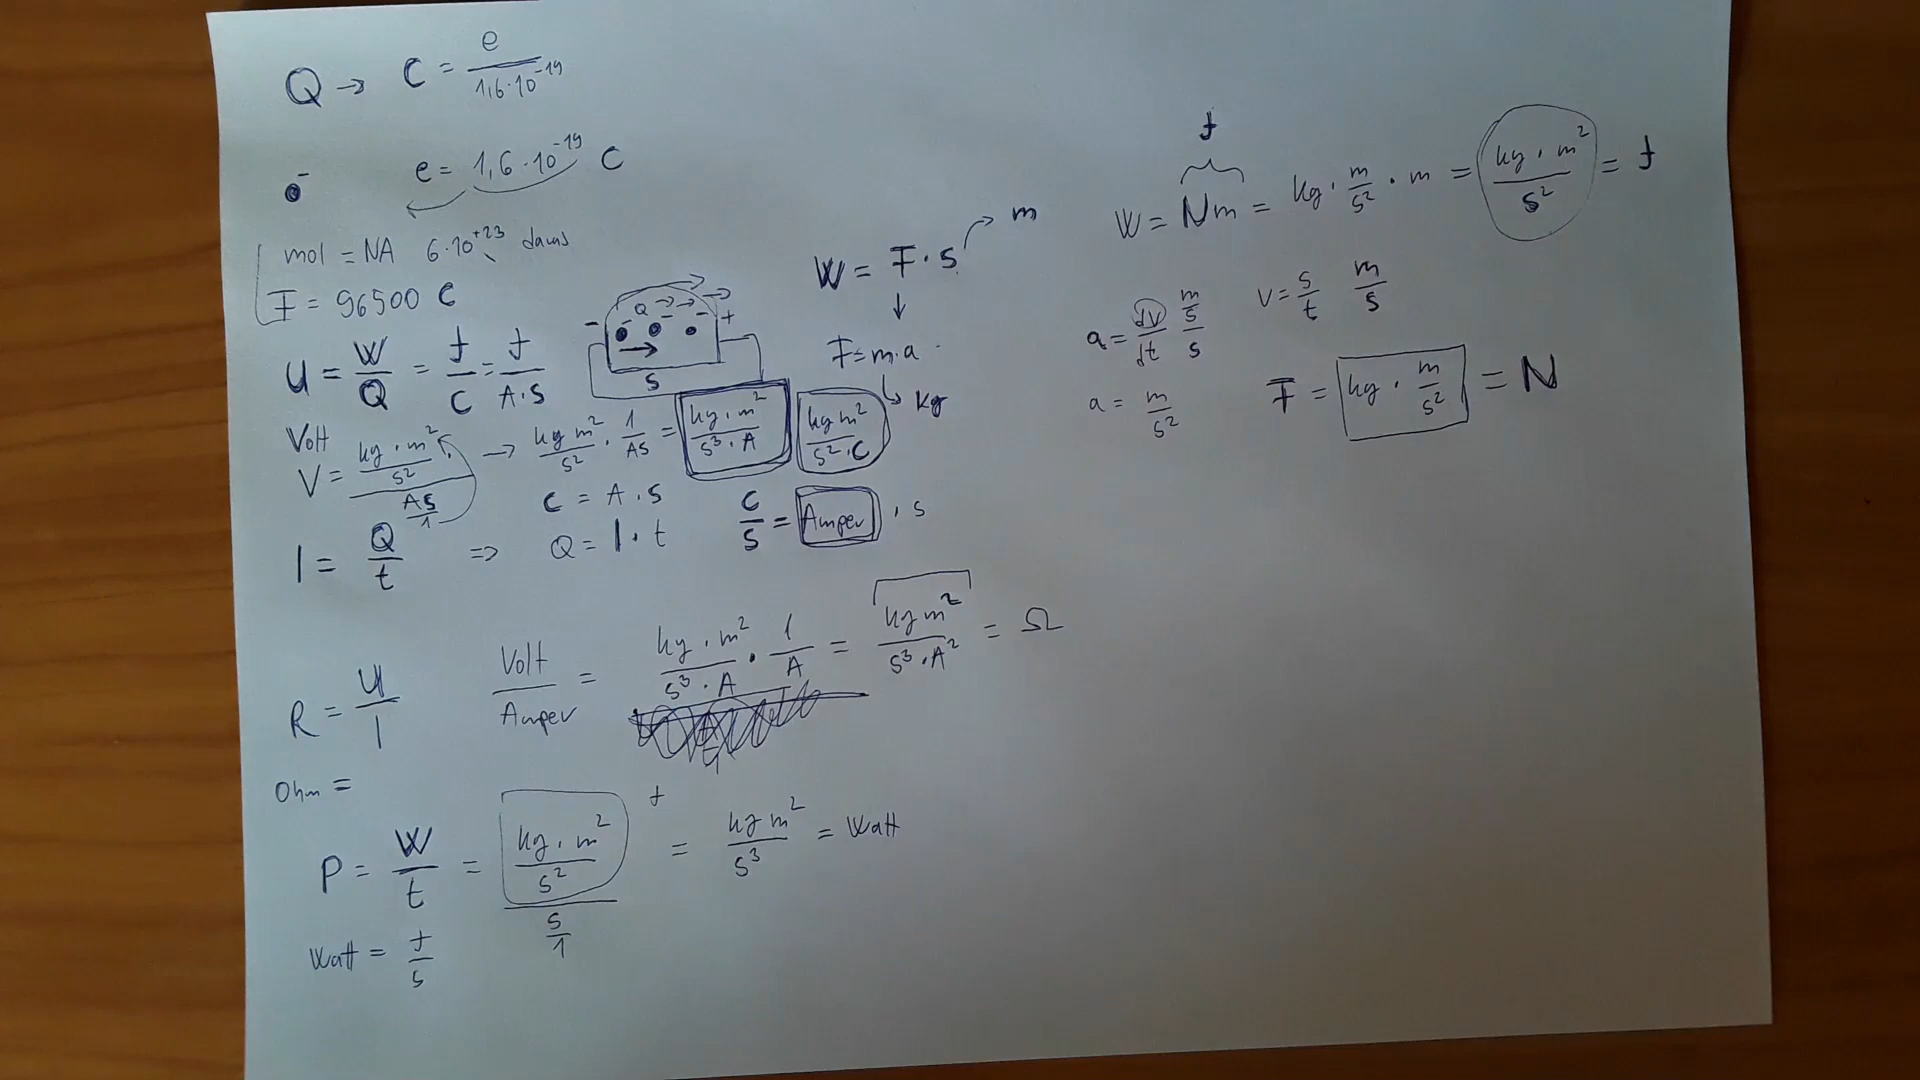 Q → C = e / 1,6·10⁻¹⁹
e = 1,6·10⁻¹⁹ C
mol = NA 6·10⁺²³
F = 96500 C
U = W/Q = J/C = J/A·s
− Q − − +
s
W = F·s → m
F = m·a
kg
Volt
V = (kg·m²/s²)/(As/1) → kg m²/s² · 1/As = kg·m²/s³·A kg m²/s²·C
C = A·s C/s = Amper · s
I = Q/t ⇒ Q = I·t
R = U/I Volt/Amper = kg·m²/s³·A · 1/A = kg m²/s³·A² = Ω
Ohm =
P = W/t = (kg·m²/s²)/(s/1) J = kg m²/s³ = Watt
Watt = J/s
J
W = Nm = kg·m/s²·m = kg·m²/s² = J
a = dv/dt (m/s)/s v = s/t m/s
a = m/s² F = kg·m/s² = N